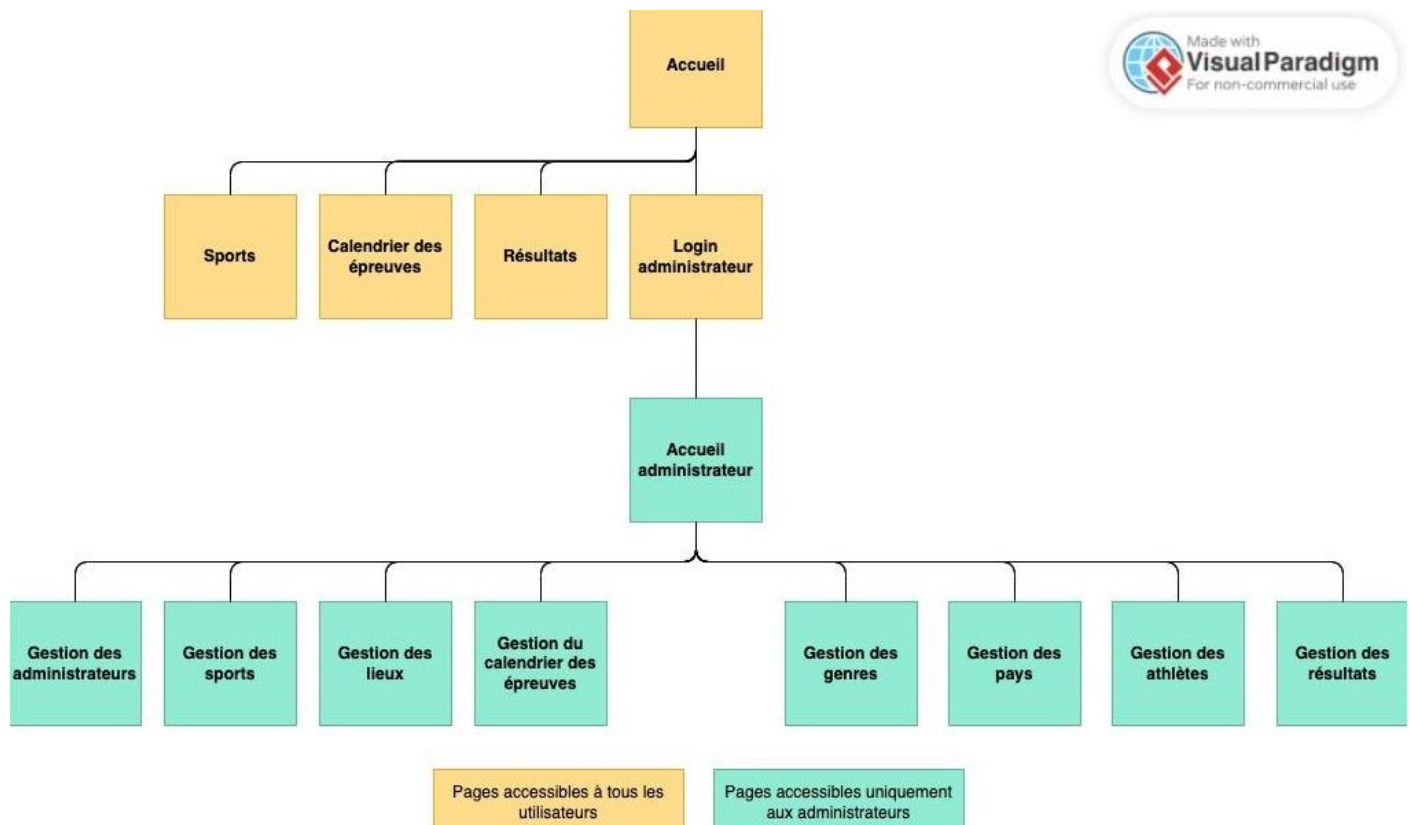 Made with
Visual Paradigm
For non-commercial use
Accueil
Sports
Calendrier des
épreuves
Résultats
Login
administrateur
Accueil
administrateur
Gestion des
administrateurs
Gestion des
sports
Gestion des
lieux
Gestion du
calendrier des
épreuves
Gestion des
genres
Gestion des
pays
Gestion des
athlètes
Gestion des
résultats
Pages accessibles à tous les
utilisateurs
Pages accessibles uniquement
aux administrateurs